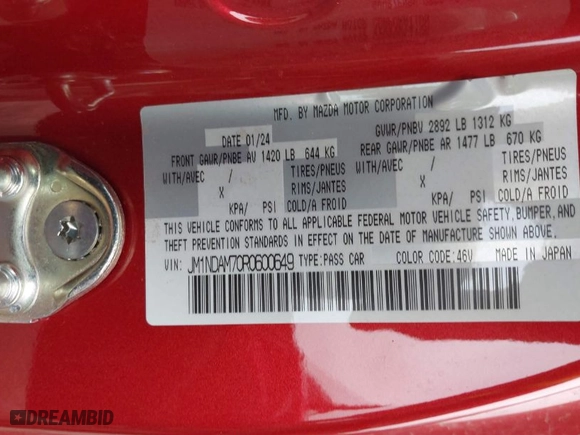 MFD. BY MAZDA MOTOR CORPORATION
DATE 01/24 GVWR/PNBV 2892 LB 1312 KG
FRONT GAWR/PNBE AV 1420 LB 644 KG REAR GAWR/PNBE AR 1477 LB 670 KG
WITH/AVEC / TIRES/PNEUS WITH/AVEC / TIRES/PNEUS
X RIMS/JANTES X RIMS/JANTES
KPA/ PSI COLD/A FROID KPA/ PSI COLD/A FROID
THIS VEHICLE CONFORMS TO ALL APPLICABLE FEDERAL MOTOR VEHICLE SAFETY, BUMPER, AND
THEFT PREVENTION STANDARDS IN EFFECT ON THE DATE OF MANUFACTURE SHOWN ABOVE.
VIN: JM1NDAM70R0600649 TYPE:PASS CAR COLOR CODE:46V MADE IN JAPAN
DREAMBID